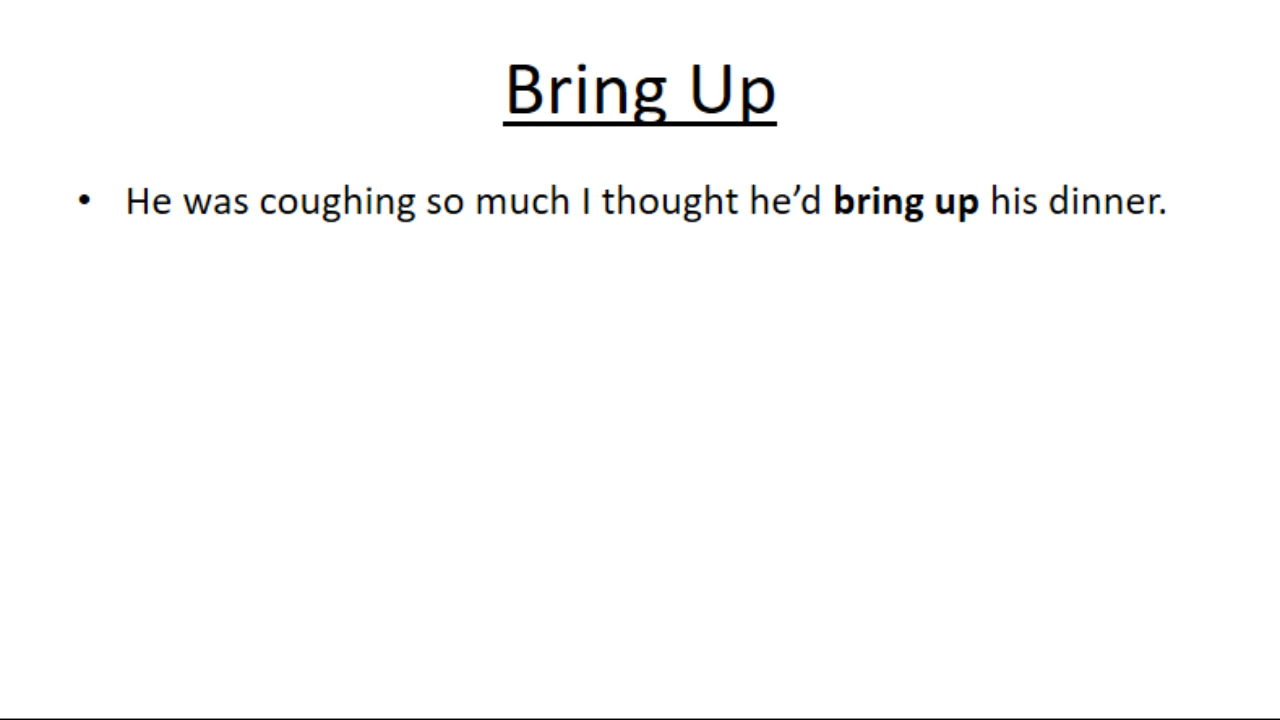 Bring Up
• He was coughing so much I thought he’d bring up his dinner.